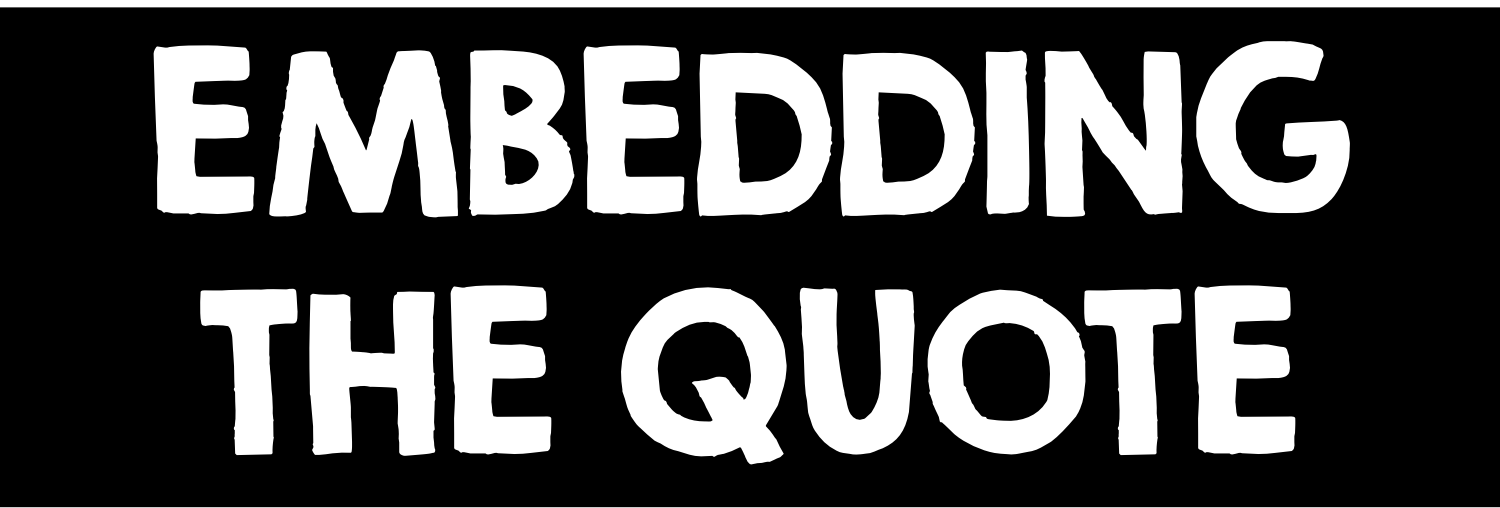 EMBEDDING
THE QUOTE